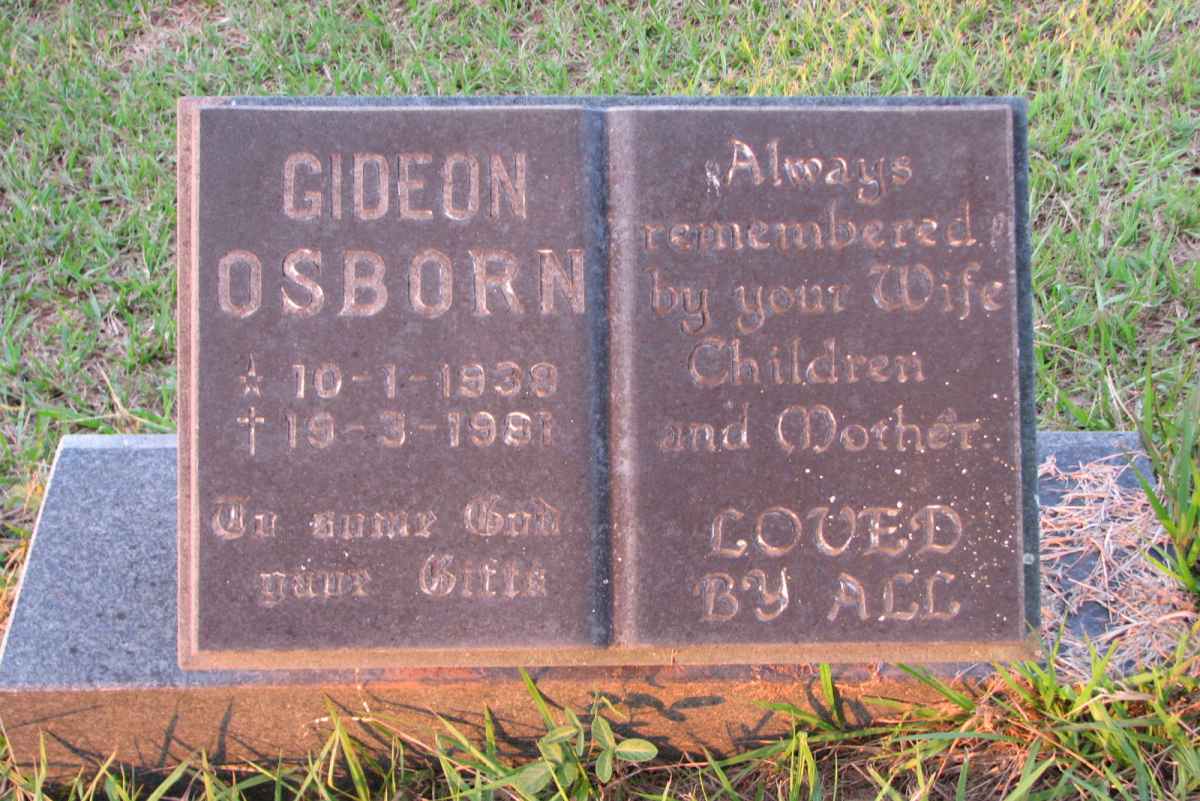 GIDEON
OSBORN
☆ 10-1-1939
† 19-3-1981
To some God
gave Gifts
Always
remembered
by your Wife
Children
and Mother
LOVED
BY ALL